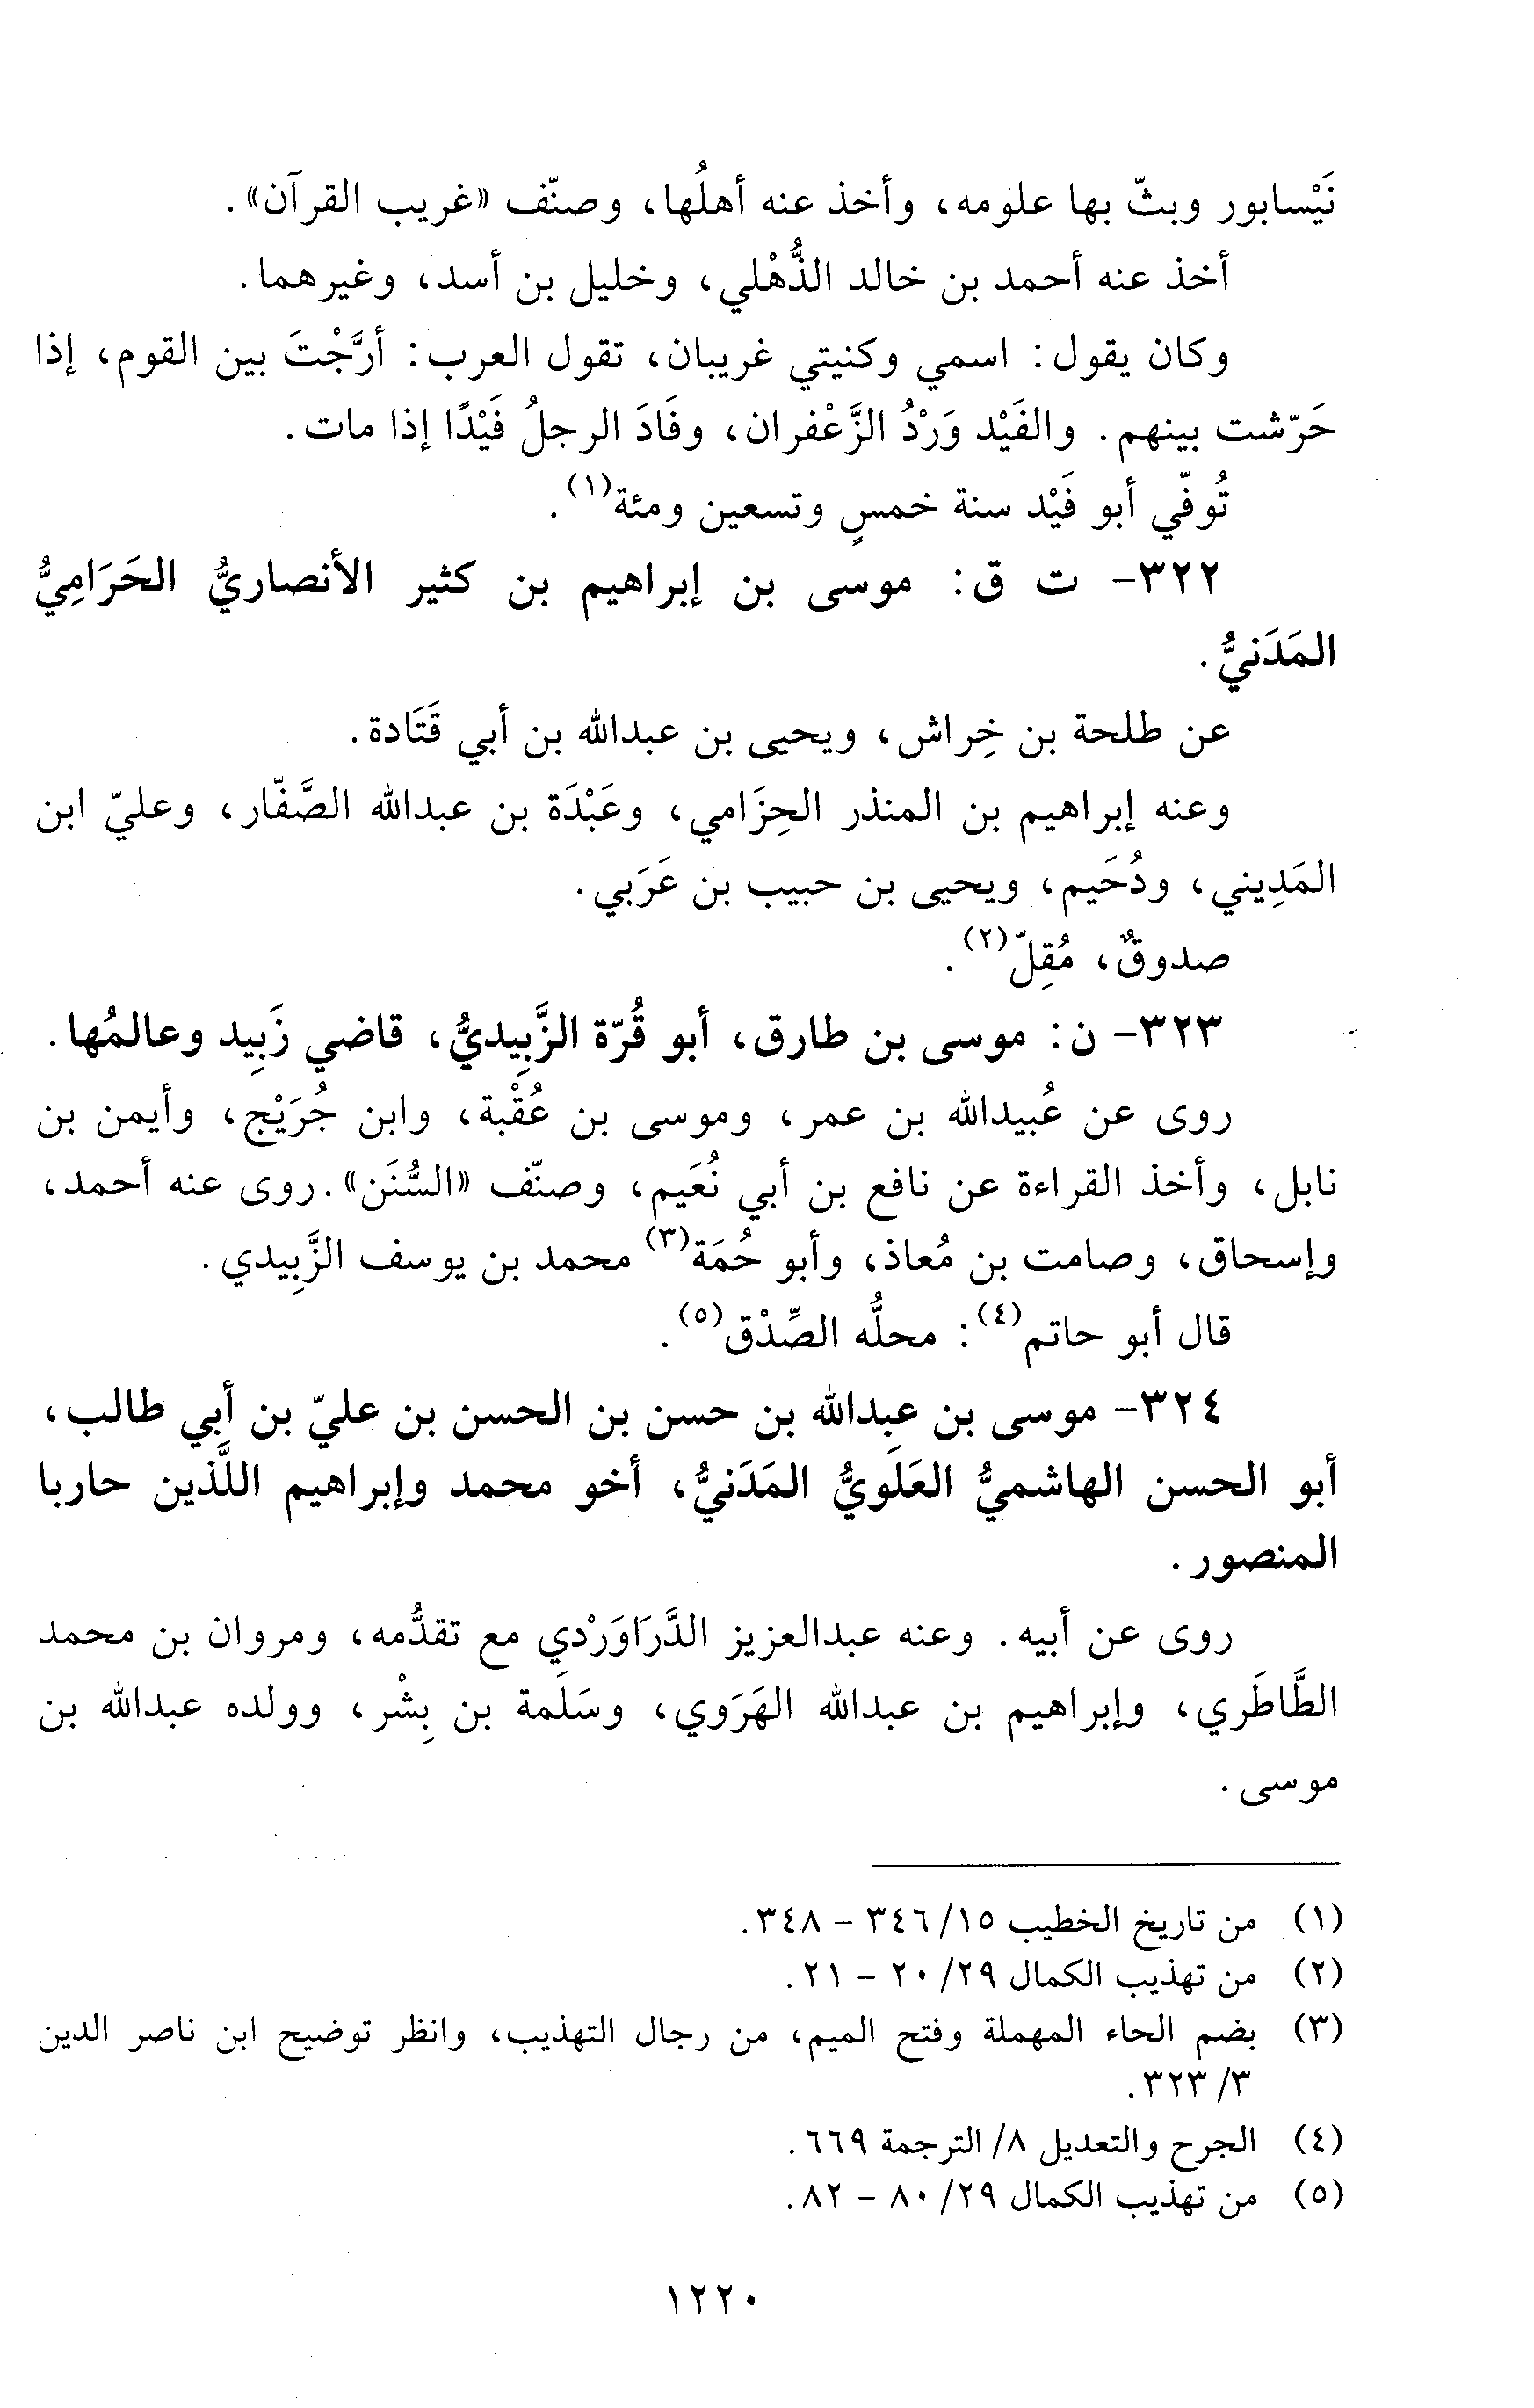 نَيْسابور وبثّ بها علومه، وأخذ عنه أهلُها، وصنّف «غريب القرآن».
أخذ عنه أحمد بن خالد الذُّهْلي، وخليل بن أسد، وغيرهما.
وكان يقول: اسمي وكنيتي غريبان، تقول العرب: أرَّجْتَ بين القوم، إذا
حَرّشت بينهم. والفَيْد وَرْدُ الزَّعْفران، وفَادَ الرجلُ فَيْدًا إذا مات.
تُوفّي أبو فَيْد سنة خمسٍ وتسعين ومئة(١).
٣٢٢- ت ق: موسى بن إبراهيم بن كثير الأنصاريُّ الحَرَامِيُّ
المَدَنيُّ.
عن طلحة بن خِراش، ويحيى بن عبدالله بن أبي قَتَادة.
وعنه إبراهيم بن المنذر الحِزَامي، وعَبْدَة بن عبدالله الصَّفّار، وعليّ ابن
المَدِيني، ودُحَيم، ويحيى بن حبيب بن عَرَبي.
صدوقٌ، مُقِلّ(٢).
٣٢٣- ن: موسى بن طارق، أبو قُرّة الزَّبِيديُّ، قاضي زَبِيد وعالمُها.
روى عن عُبيدالله بن عمر، وموسى بن عُقْبة، وابن جُرَيْج، وأيمن بن
نابل، وأخذ القراءة عن نافع بن أبي نُعَيم، وصنّف «السُّنَن». روى عنه أحمد،
وإسحاق، وصامت بن مُعاذ، وأبو حُمَة(٣) محمد بن يوسف الزَّبِيدي.
قال أبو حاتم(٤): محلُّه الصِّدْق(٥).
٣٢٤- موسى بن عبدالله بن حسن بن الحسن بن عليّ بن أبي طالب،
أبو الحسن الهاشميُّ العَلَويُّ المَدَنيُّ، أخو محمد وإبراهيم اللَّذين حاربا
المنصور.
روى عن أبيه. وعنه عبدالعزيز الدَّرَاوَرْدي مع تقدُّمه، ومروان بن محمد
الطَّاطَري، وإبراهيم بن عبدالله الهَرَوي، وسَلَمة بن بِشْر، وولده عبدالله بن
موسى.
(١) من تاريخ الخطيب ١٥/ ٣٤٦ - ٣٤٨.
(٢) من تهذيب الكمال ٢٩/ ٢٠ - ٢١.
(٣) بضم الحاء المهملة وفتح الميم، من رجال التهذيب، وانظر توضيح ابن ناصر الدين
٣/ ٣٢٣.
(٤) الجرح والتعديل ٨/ الترجمة ٦٦٩.
(٥) من تهذيب الكمال ٢٩/ ٨٠ - ٨٢.
١٢٢٠